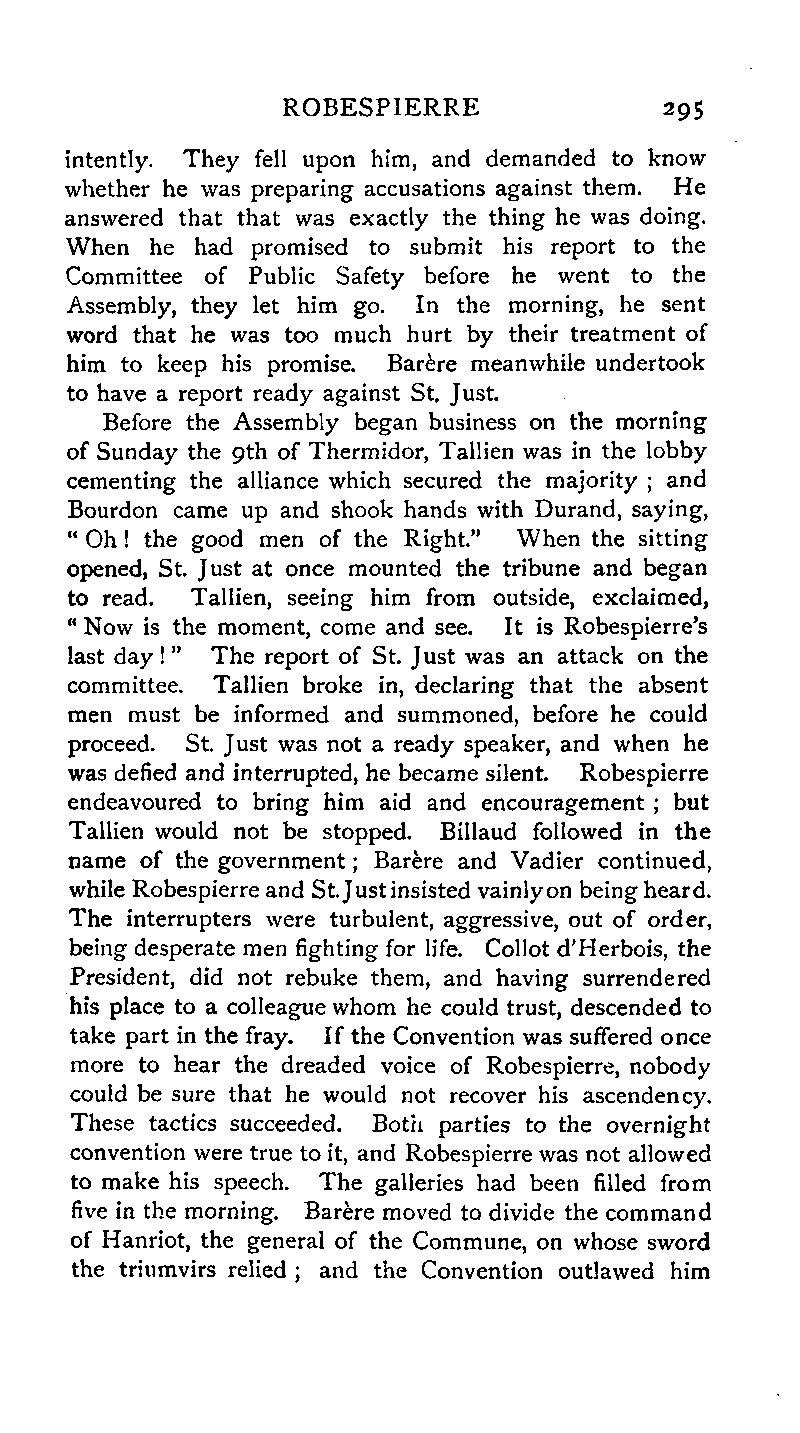 ROBESPIERRE 295
intently. They fell upon him, and demanded to know
whether he was preparing accusations against them. He
answered that that was exactly the thing he was doing.
When he had promised to submit his report to the
Committee of Public Safety before he went to the
Assembly, they let him go. In the morning, he sent
word that he was too much hurt by their treatment of
him to keep his promise. Barère meanwhile undertook
to have a report ready against St. Just.
Before the Assembly began business on the morning
of Sunday the 9th of Thermidor, Tallien was in the lobby
cementing the alliance which secured the majority ; and
Bourdon came up and shook hands with Durand, saying,
“ Oh ! the good men of the Right.” When the sitting
opened, St. Just at once mounted the tribune and began
to read. Tallien, seeing him from outside, exclaimed,
“ Now is the moment, come and see. It is Robespierre’s
last day ! ” The report of St. Just was an attack on the
committee. Tallien broke in, declaring that the absent
men must be informed and summoned, before he could
proceed. St. Just was not a ready speaker, and when he
was defied and interrupted, he became silent. Robespierre
endeavoured to bring him aid and encouragement ; but
Tallien would not be stopped. Billaud followed in the
name of the government ; Barère and Vadier continued,
while Robespierre and St. Just insisted vainly on being heard.
The interrupters were turbulent, aggressive, out of order,
being desperate men fighting for life. Collot d’Herbois, the
President, did not rebuke them, and having surrendered
his place to a colleague whom he could trust, descended to
take part in the fray. If the Convention was suffered once
more to hear the dreaded voice of Robespierre, nobody
could be sure that he would not recover his ascendency.
These tactics succeeded. Both parties to the overnight
convention were true to it, and Robespierre was not allowed
to make his speech. The galleries had been filled from
five in the morning. Barère moved to divide the command
of Hanriot, the general of the Commune, on whose sword
the triumvirs relied ; and the Convention outlawed him